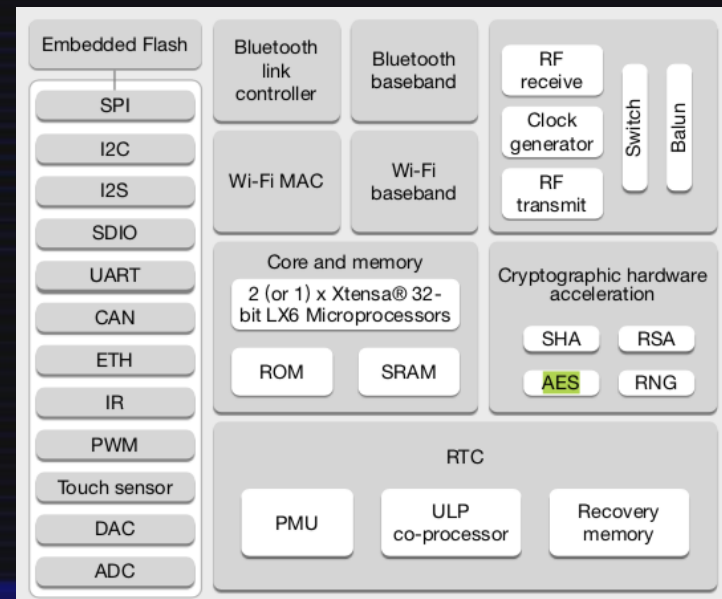 Embedded Flash
SPI
I2C
I2S
SDIO
UART
CAN
ETH
IR
PWM
Touch sensor
DAC
ADC
Bluetooth
link
controller
Bluetooth
baseband
Wi-Fi MAC
Wi-Fi
baseband
RF
receive
Clock
generator
RF
transmit
Switch
Balun
Core and memory
2 (or 1) x Xtensa® 32-
bit LX6 Microprocessors
ROM
SRAM
Cryptographic hardware
acceleration
SHA
RSA
AES
RNG
RTC
PMU
ULP
co-processor
Recovery
memory